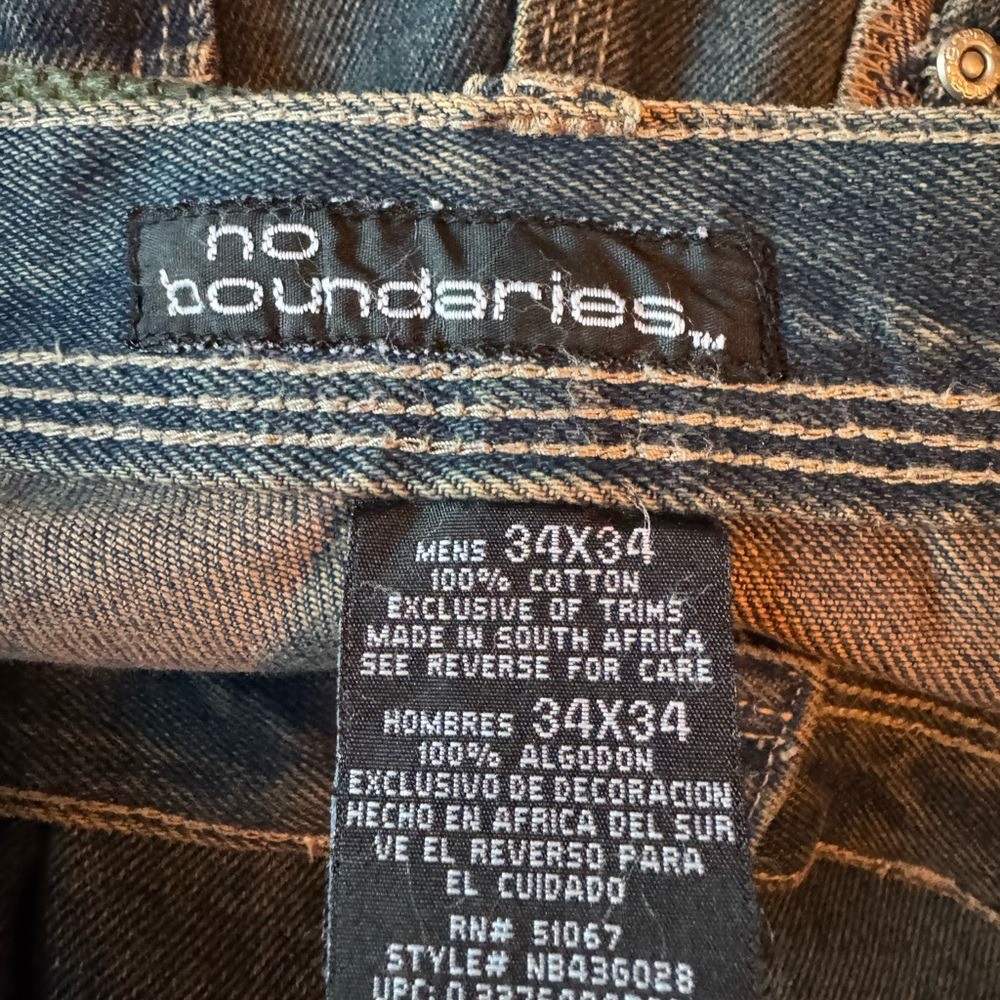 no
boundaries™
MENS 34X34
100% COTTON
EXCLUSIVE OF TRIMS
MADE IN SOUTH AFRICA
SEE REVERSE FOR CARE
HOMBRES 34X34
100% ALGODON
EXCLUSIVO DE DECORACION
HECHO EN AFRICA DEL SUR
VE EL REVERSO PARA
EL CUIDADO
RN# 51067
STYLE# NB43G028
UPC: